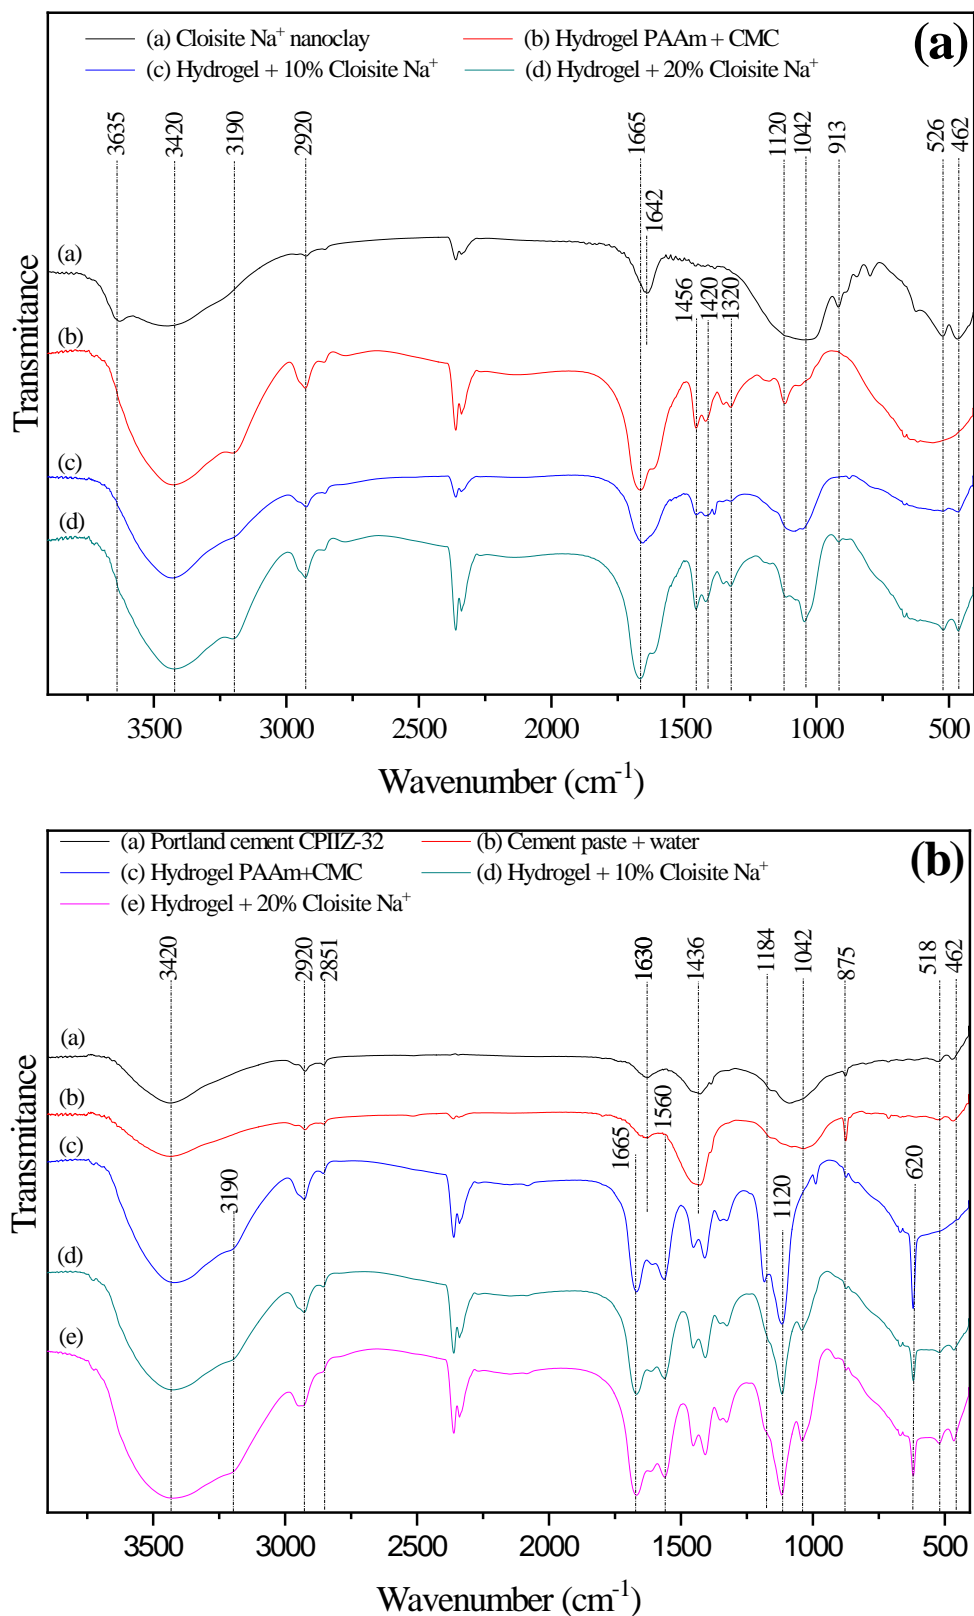 (a) Cloisite Na⁺ nanoclay (b) Hydrogel PAAm + CMC (a)
(c) Hydrogel + 10% Cloisite Na⁺ (d) Hydrogel + 20% Cloisite Na⁺
3635 3420 3190 2920 1665 1642 1120 1042 913 526 462
1456 1420 1320
(a)
(b)
(c)
(d)
Transmitance
3500 3000 2500 2000 1500 1000 500
Wavenumber (cm⁻¹)
(a) Portland cement CPIIZ-32 (b) Cement paste + water (b)
(c) Hydrogel PAAm+CMC (d) Hydrogel + 10% Cloisite Na⁺
(e) Hydrogel + 20% Cloisite Na⁺
3420 2920 2851 1630 1436 1184 1042 875 518 462
(a)
(b)
(c)
(d)
(e)
3190 1665 1560 1120 620
Transmitance
3500 3000 2500 2000 1500 1000 500
Wavenumber (cm⁻¹)